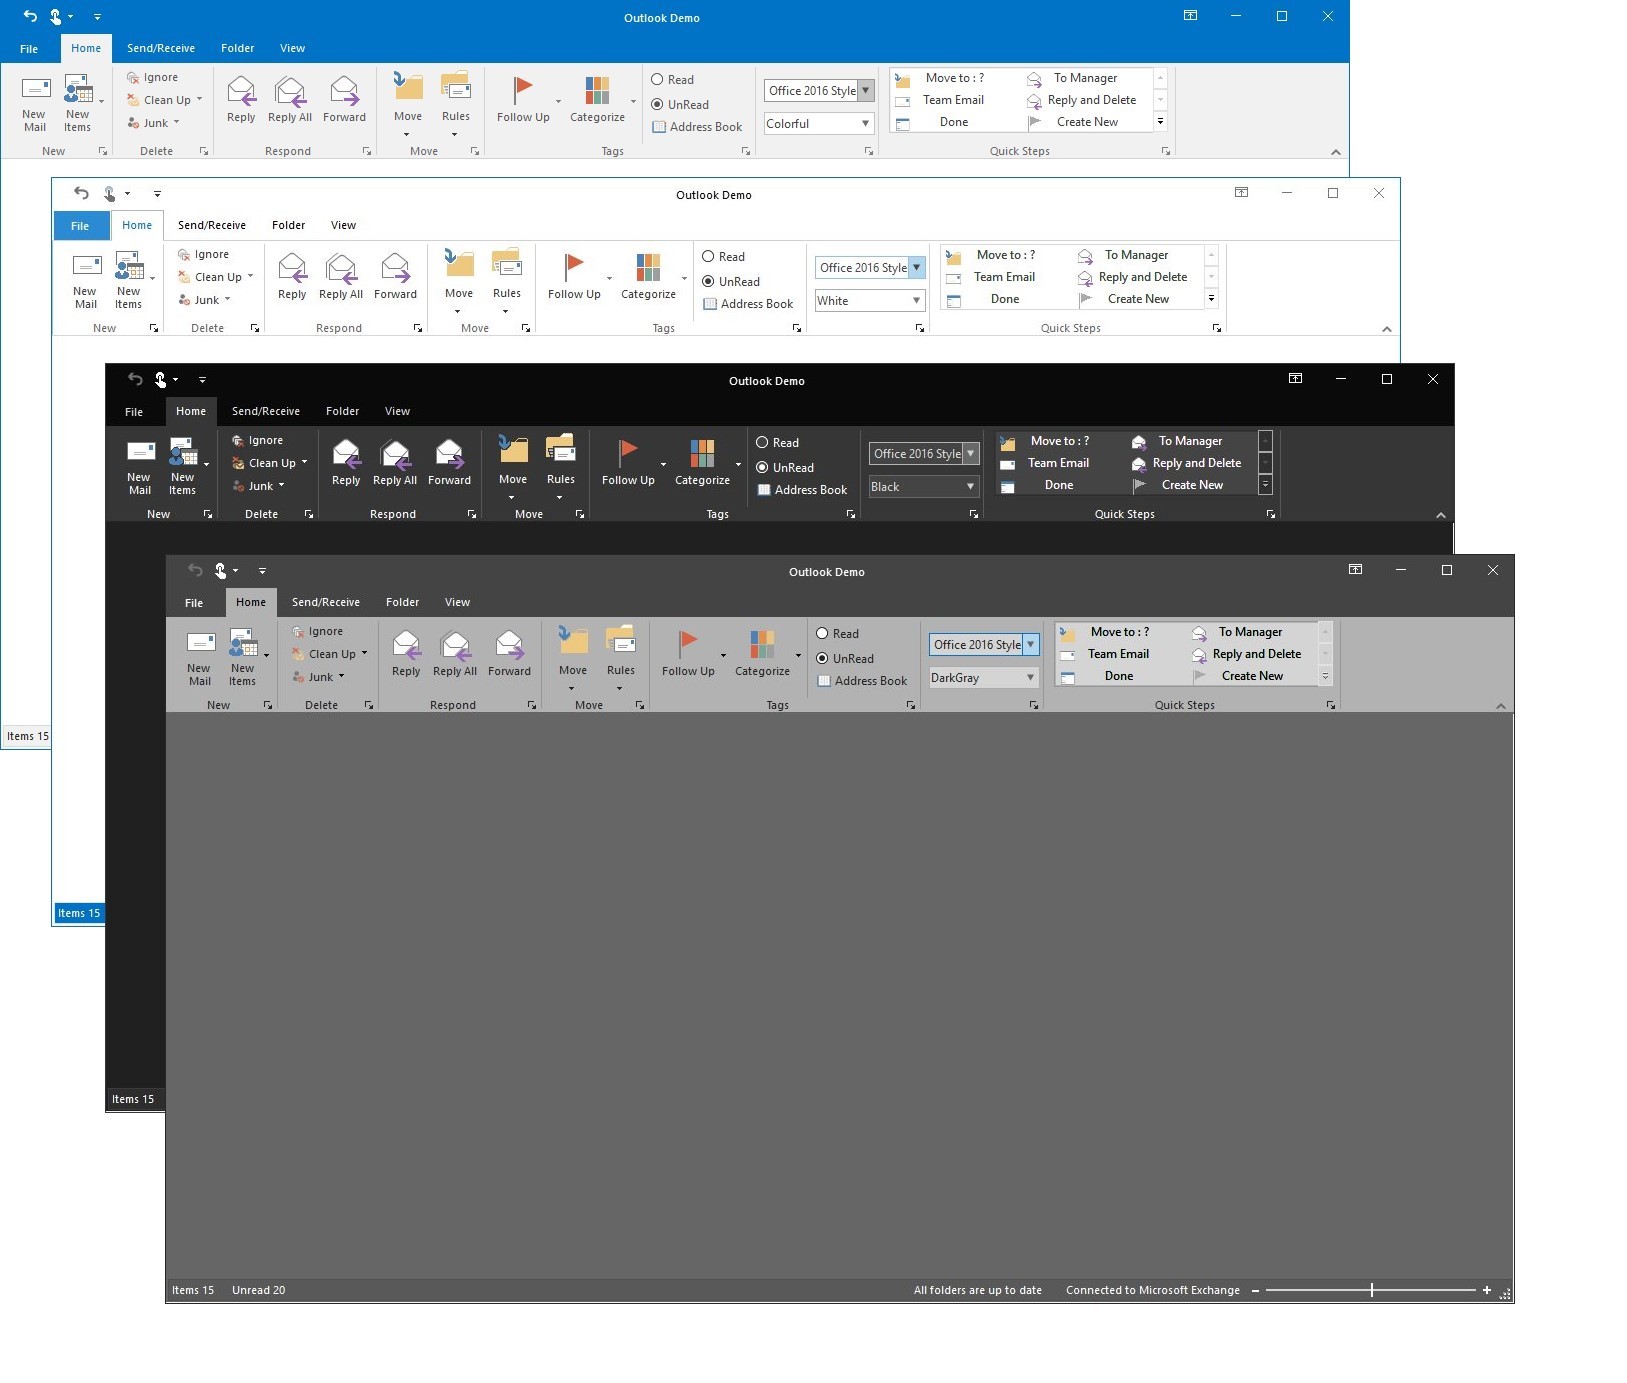 Outlook Demo
File Home Send/Receive Folder View
New Mail New Items Ignore Clean Up Junk Reply Reply All Forward Move Rules Follow Up Categorize Read UnRead Address Book Office 2016 Style Colorful Move to : ? Team Email Done To Manager Reply and Delete Create New
New Delete Respond Move Tags Quick Steps
Outlook Demo
File Home Send/Receive Folder View
New Mail New Items Ignore Clean Up Junk Reply Reply All Forward Move Rules Follow Up Categorize Read UnRead Address Book Office 2016 Style White Move to : ? Team Email Done To Manager Reply and Delete Create New
New Delete Respond Move Tags Quick Steps
Outlook Demo
File Home Send/Receive Folder View
New Mail New Items Ignore Clean Up Junk Reply Reply All Forward Move Rules Follow Up Categorize Read UnRead Address Book Office 2016 Style Black Move to : ? Team Email Done To Manager Reply and Delete Create New
New Delete Respond Move Tags Quick Steps
Outlook Demo
File Home Send/Receive Folder View
New Mail New Items Ignore Clean Up Junk Reply Reply All Forward Move Rules Follow Up Categorize Read UnRead Address Book Office 2016 Style DarkGray Move to : ? Team Email Done To Manager Reply and Delete Create New
New Delete Respond Move Tags Quick Steps
Items 15
Items 15
Items 15
Items 15 Unread 20 All folders are up to date Connected to Microsoft Exchange